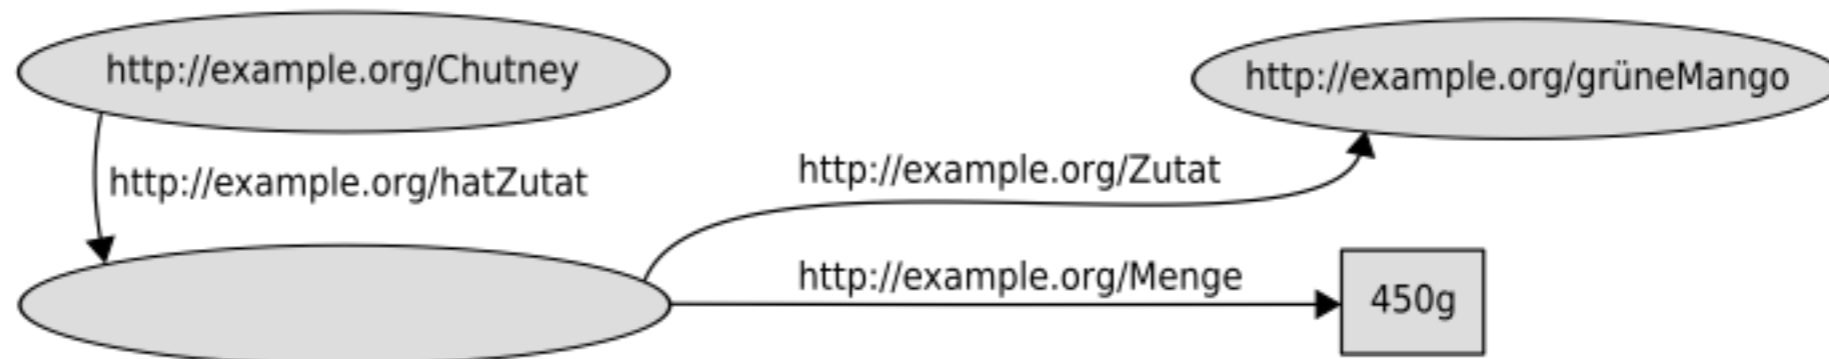 http://example.org/Chutney
http://example.org/grüneMango
http://example.org/hatZutat
http://example.org/Zutat
http://example.org/Menge
450g